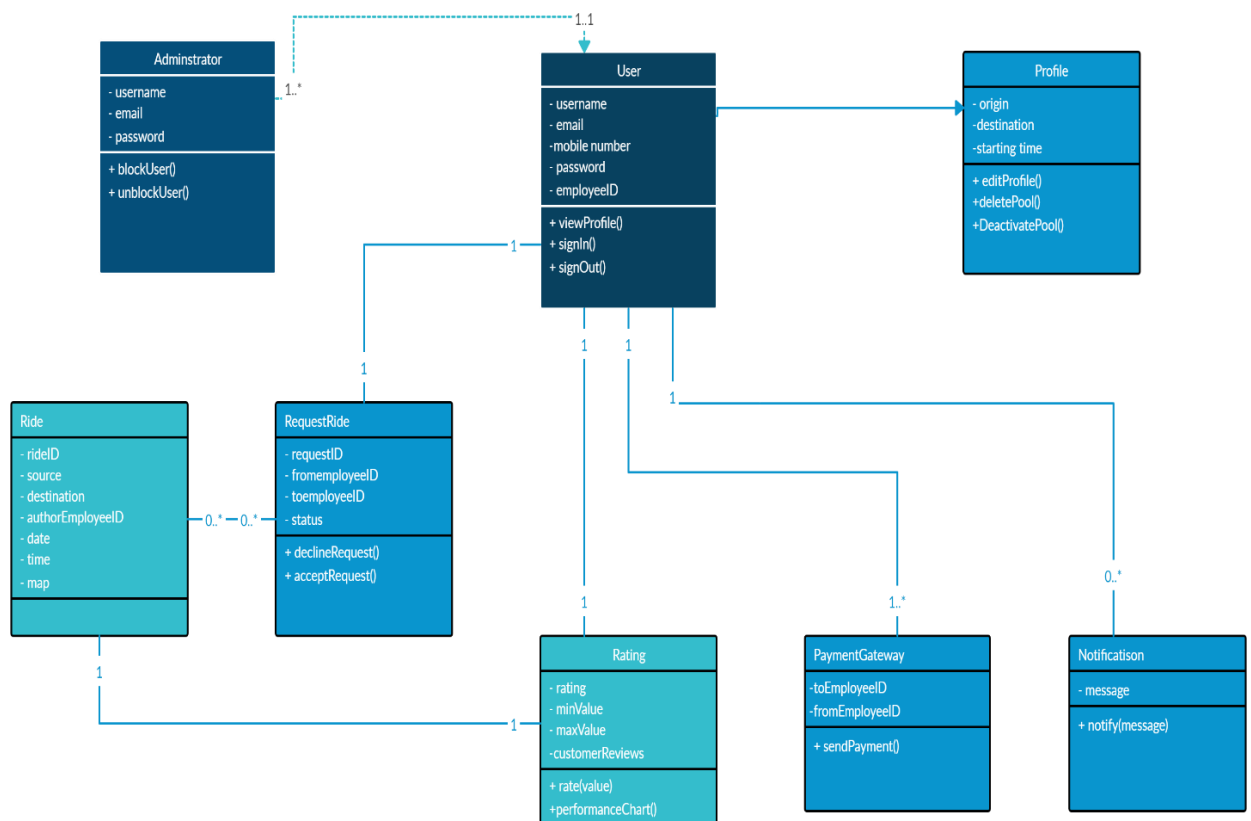 1..1
1..*
Adminstrator
- username
- email
- password
+ blockUser()
+ unblockUser()
User
- username
- email
-mobile number
- password
- employeeID
+ viewProfile()
+ signIn()
+ signOut()
Profile
- origin
-destination
-starting time
+ editProfile()
+deletePool()
+DeactivatePool()
1
1
1
1
1
Ride
- rideID
- source
- destination
- authorEmployeeID
- date
- time
- map
0..*
0..*
RequestRide
- requestID
- fromemployeeID
- toemployeeID
- status
+ declineRequest()
+ acceptRequest()
1
1..*
0..*
1
1
Rating
- rating
- minValue
- maxValue
-customerReviews
+ rate(value)
+performanceChart()
PaymentGateway
-toEmployeeID
-fromEmployeeID
+ sendPayment()
Notificatison
- message
+ notify(message)